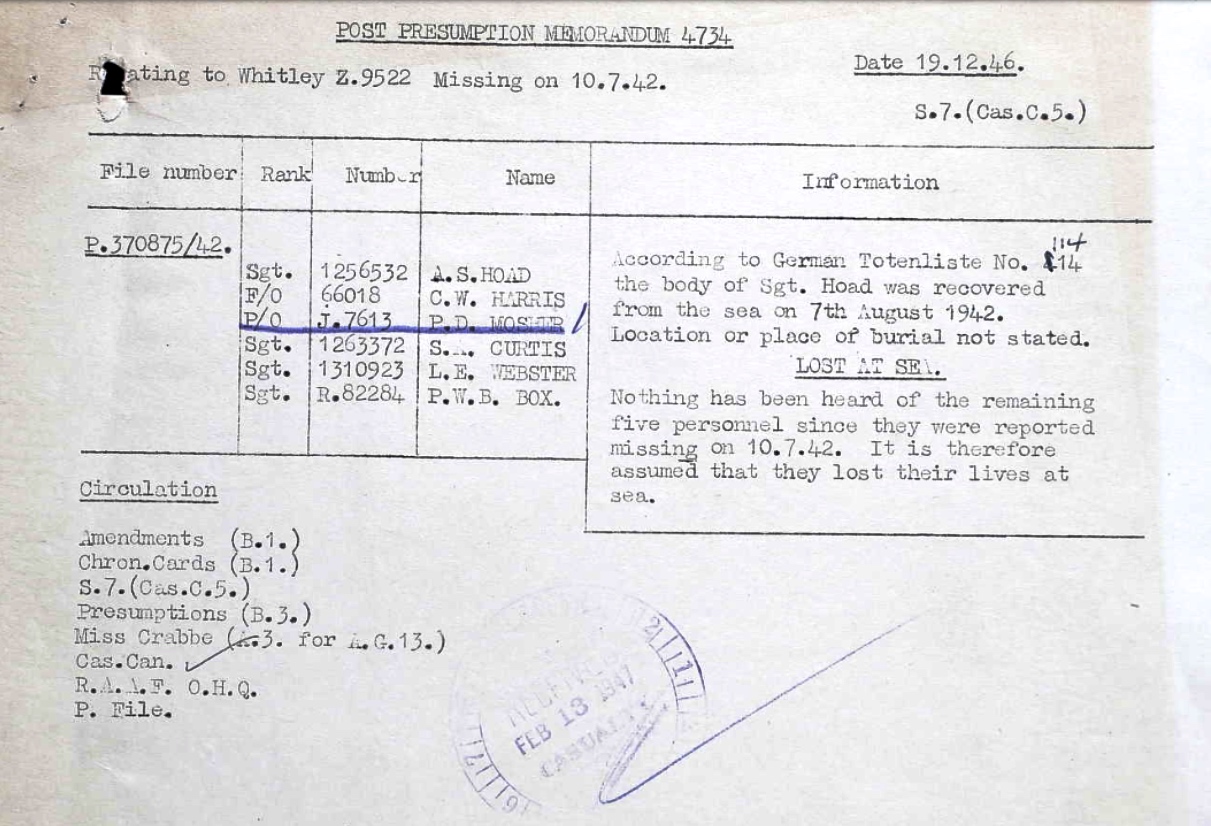 POST PRESUMPTION MEMORANDUM 4734
Relating to Whitley Z.9522 Missing on 10.7.42.
Date 19.12.46.
S.7.(Cas.C.5.)
File number Rank Number Name Information
P.370875/42.
Sgt. 1256532 A.S.HOAD
F/O 66018 C.W. HARRIS
P/O J.7613 P.D. MOSHER
Sgt. 1263372 S.A. CURTIS
Sgt. 1310923 L.E. WEBSTER
Sgt. R.82284 P.W.B. BOX.
114
According to German Totenliste No. 114
the body of Sgt. Hoad was recovered
from the sea on 7th August 1942.
Location or place of burial not stated.
LOST AT SEA.
Nothing has been heard of the remaining
five personnel since they were reported
missing on 10.7.42. It is therefore
assumed that they lost their lives at
sea.
Circulation
Amendments (B.1.)
Chron.Cards (B.1.)
S.7.(Cas.C.5.)
Presumptions (B.3.)
Miss Crabbe (A.3. for A.G.13.)
Cas.Can.
R.A.A.F. O.H.Q.
P. File.
RECEIVED
FEB 13 1947
CASUALTY